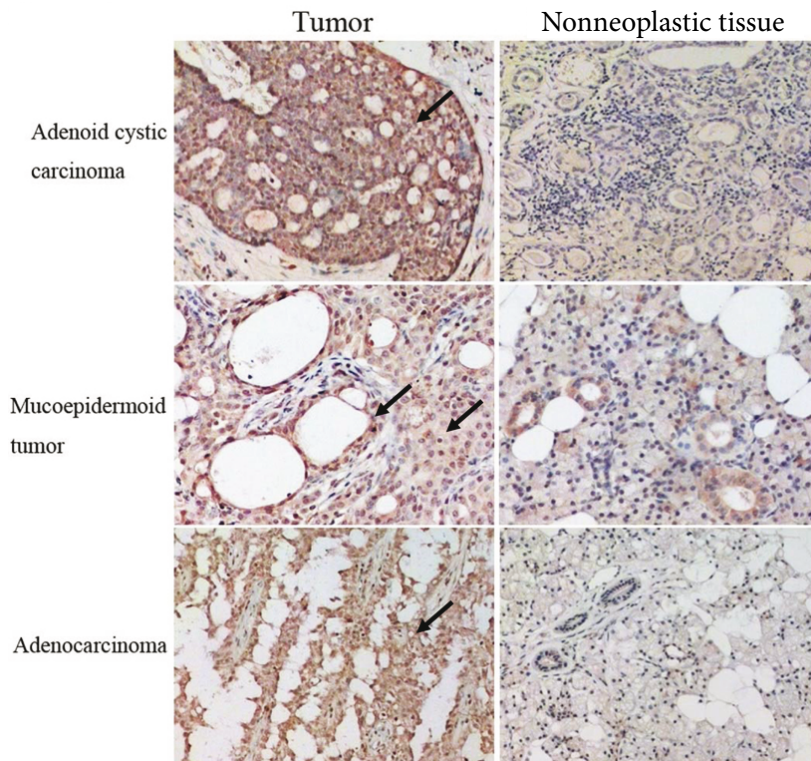 Tumor
Nonneoplastic tissue
Adenoid cystic
carcinoma
Mucoepidermoid
tumor
Adenocarcinoma